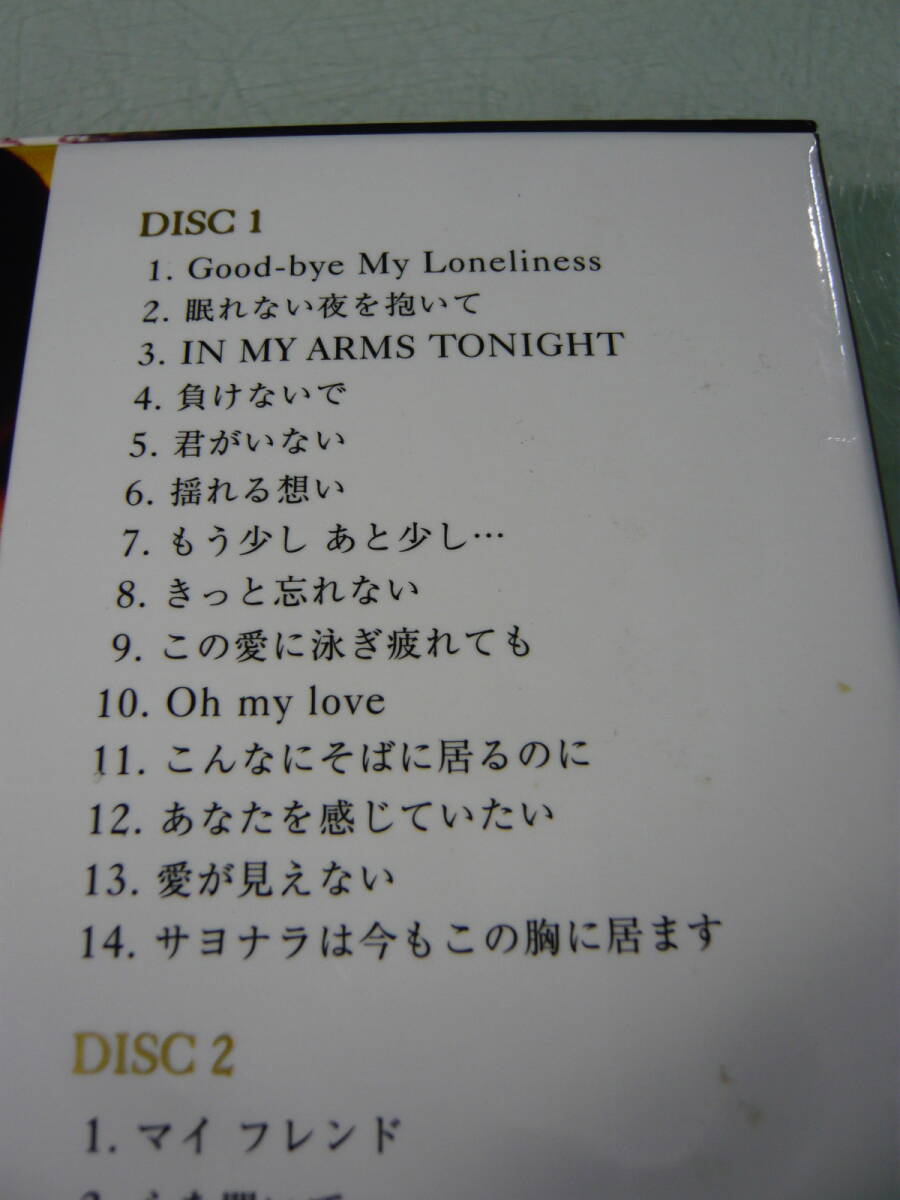 DISC 1
1. Good-bye My Loneliness
2. 眠れない夜を抱いて
3. IN MY ARMS TONIGHT
4. 負けないで
5. 君がいない
6. 揺れる想い
7. もう少し あと少し…
8. きっと忘れない
9. この愛に泳ぎ疲れても
10. Oh my love
11. こんなにそばに居るのに
12. あなたを感じていたい
13. 愛が見えない
14. サヨナラは今もこの胸に居ます
DISC 2
1. マイ フレンド